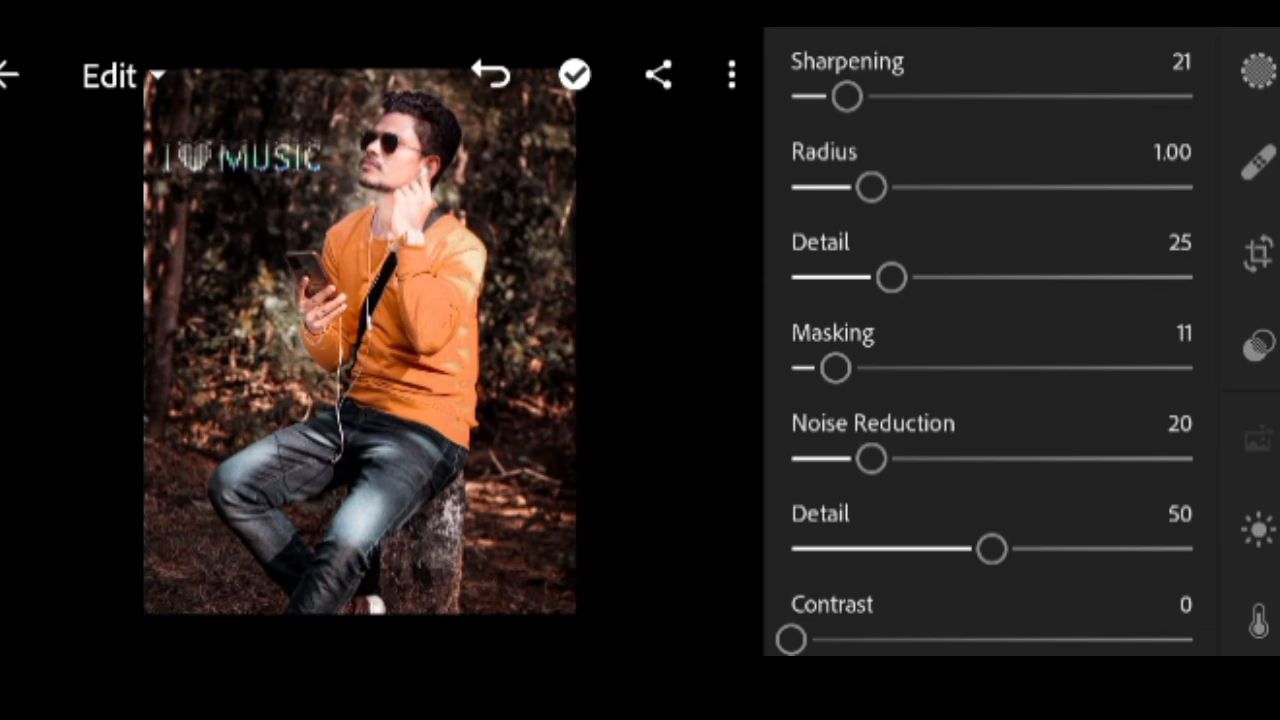 Edit
I MUSIC
Sharpening 21
Radius 1.00
Detail 25
Masking 11
Noise Reduction 20
Detail 50
Contrast 0